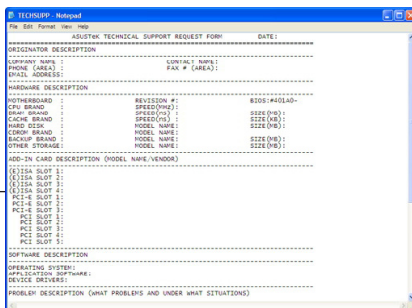 TECHSUPP - Notepad
File Edit Format View Help
ASUSTeK TECHNICAL SUPPORT REQUEST FORM DATE:
ORIGINATOR DESCRIPTION
COMPANY NAME : CONTACT NAME:
PHONE (AREA) : FAX # (AREA):
EMAIL ADDRESS:
HARDWARE DESCRIPTION
MOTHERBOARD : REVISION #: BIOS:#401A0-
CPU BRAND : SPEED(MHz):
DRAM BRAND : SPEED(ns) : SIZE(MB):
CACHE BRAND : SPEED(ns) : SIZE(KB):
HARD DISK : MODEL NAME: SIZE(MB):
CDROM BRAND : MODEL NAME:
BACKUP BRAND : MODEL NAME: SIZE(MB):
OTHER STORAGE: MODEL NAME: SIZE(MB):
ADD-IN CARD DESCRIPTION (MODEL NAME/VENDOR)
(E)ISA SLOT 1:
(E)ISA SLOT 2:
(E)ISA SLOT 3:
(E)ISA SLOT 4:
PCI-E SLOT 1:
PCI-E SLOT 2:
PCI-E SLOT 3:
PCI SLOT 1:
PCI SLOT 2:
PCI SLOT 3:
PCI SLOT 4:
PCI SLOT 5:
SOFTWARE DESCRIPTION
OPERATING SYSTEM:
APPLICATION SOFTWARE:
DEVICE DRIVERS:
PROBLEM DESCRIPTION (WHAT PROBLEMS AND UNDER WHAT SITUATIONS)